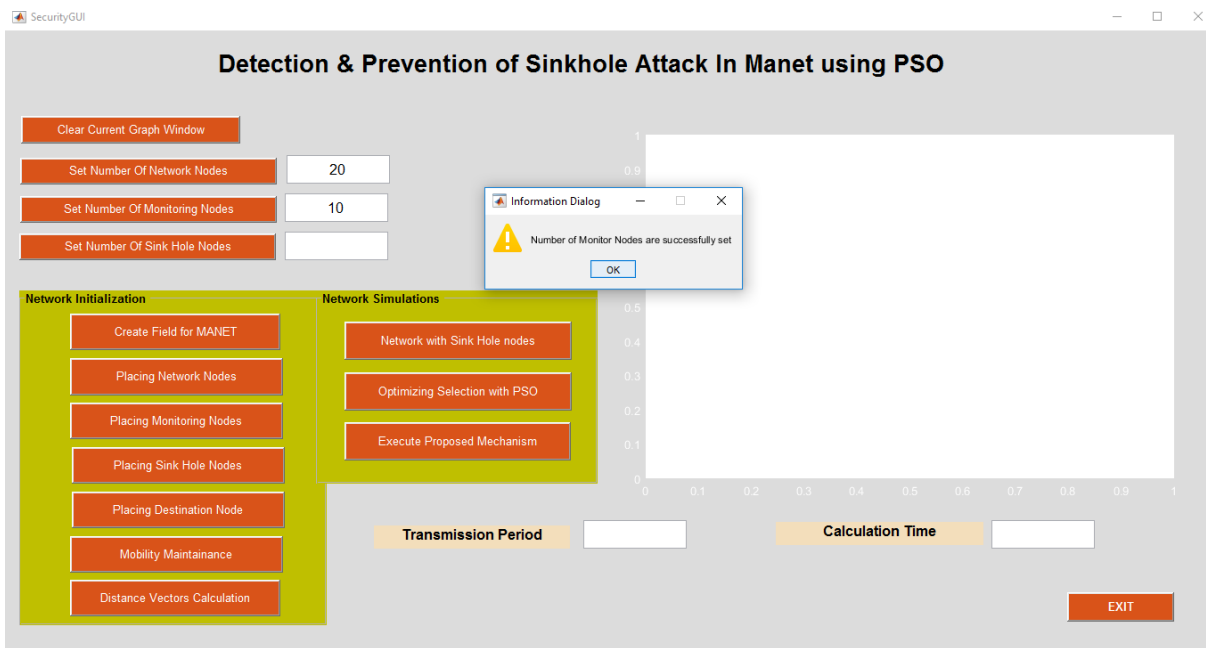 SecurityGUI
Detection & Prevention of Sinkhole Attack In Manet using PSO
Clear Current Graph Window
Set Number Of Network Nodes 20
Set Number Of Monitoring Nodes 10
Set Number Of Sink Hole Nodes
Information Dialog
Number of Monitor Nodes are successfully set
OK
Network Initialization
Create Field for MANET
Placing Network Nodes
Placing Monitoring Nodes
Placing Sink Hole Nodes
Placing Destination Node
Mobility Maintainance
Distance Vectors Calculation
Network Simulations
Network with Sink Hole nodes
Optimizing Selection with PSO
Execute Proposed Mechanism
1
0.9
0.5
0.4
0.3
0.2
0.1
0
0 0.1 0.2 0.3 0.4 0.5 0.6 0.7 0.8 0.9 1
Transmission Period
Calculation Time
EXIT